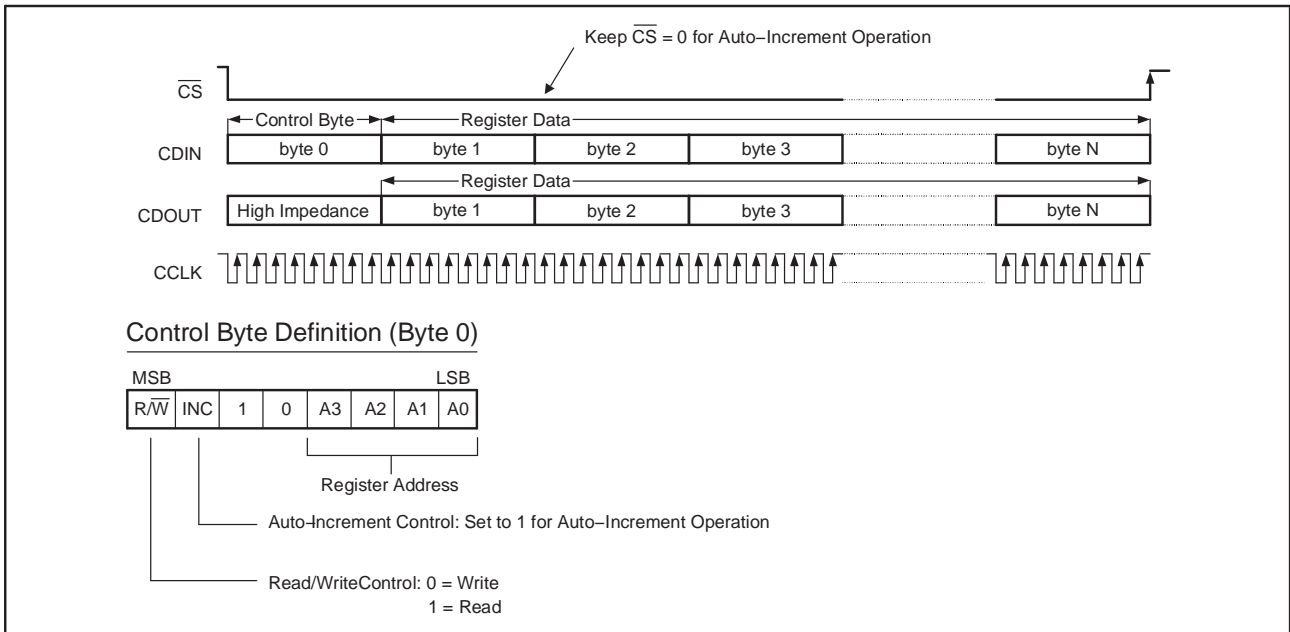 Keep CS = 0 for Auto−Increment Operation
CS
Control Byte Register Data
CDIN byte 0 byte 1 byte 2 byte 3 byte N
Register Data
CDOUT High Impedance byte 1 byte 2 byte 3 byte N
CCLK
Control Byte Definition (Byte 0)
MSB LSB
R/W INC 1 0 A3 A2 A1 A0
Register Address
Auto-Increment Control: Set to 1 for Auto−Increment Operation
Read/WriteControl: 0 = Write
1 = Read